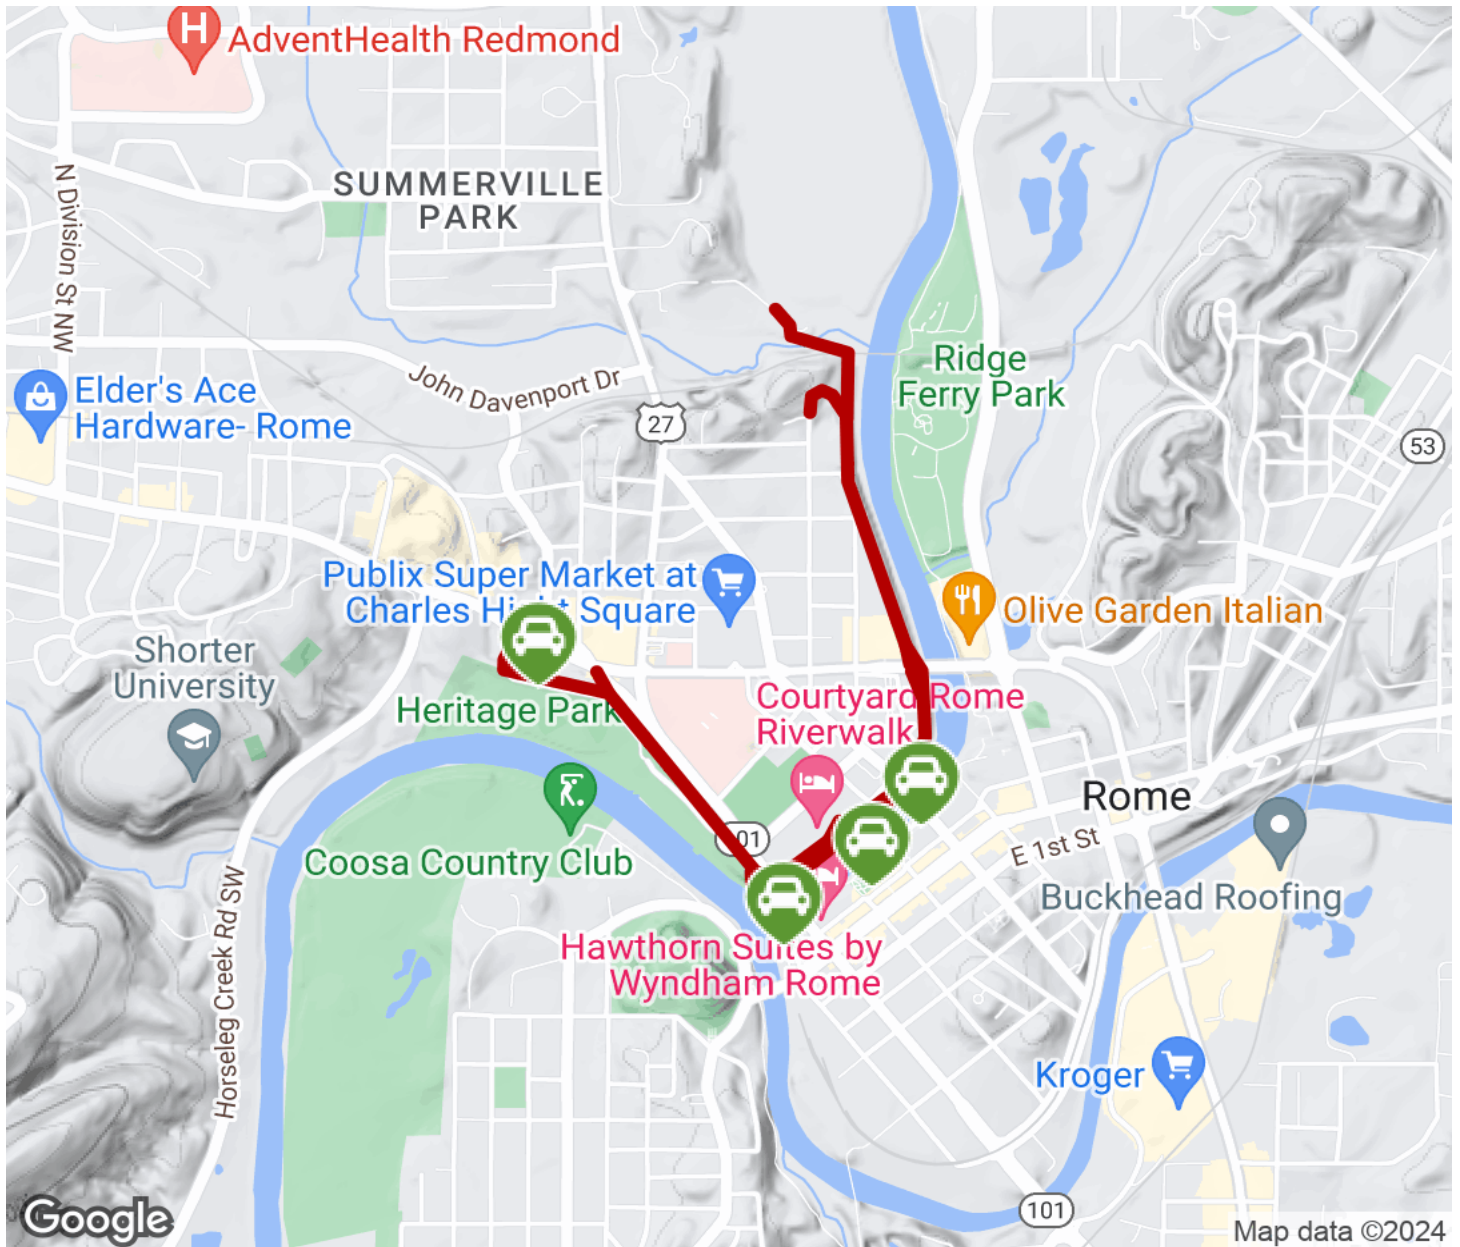 H
AdventHealth Redmond
N Division St NW
SUMMERVILLE
PARK
John Davenport Dr
Ridge
Ferry Park
Elder's Ace
Hardware- Rome
27
53
Publix Super Market at
Charles Hight Square
Olive Garden Italian
Shorter
University
Heritage Park
Courtyard Rome
Riverwalk
Rome
E 1st St
Coosa Country Club
Buckhead Roofing
Horseleg Creek Rd SW
Hawthorn Suites by
Wyndham Rome
Kroger
101
Google
Map data ©2024